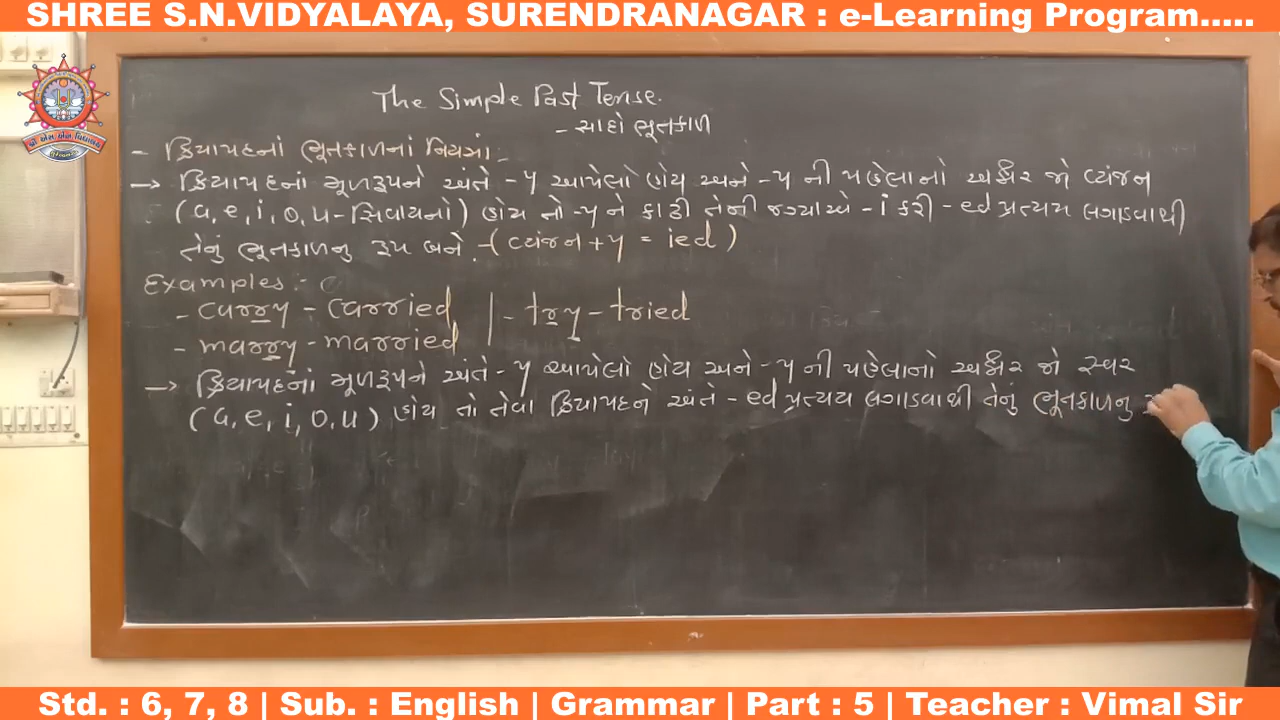 SHREE S.N.VIDYALAYA, SURENDRANAGAR : e-Learning Program.....
The Simple Past Tense.
- સાદો ભૂતકાળ
- ક્રિયાપદનાં ભૂતકાળનાં નિયમો :-
→ ક્રિયાપદનાં મૂળરૂપને અંતે - y આવેલો હોય અને - y ની પહેલાનો અક્ષર જો વ્યંજન
(a, e, i, o, u - સિવાયનો) હોય તો - y ને કાઢી તેની જગ્યાએ - i કરી - ed પ્રત્યય લગાડવાથી
તેનું ભૂતકાળનુ રૂપ બને. - (વ્યંજન + y = ied)
Examples :-
- carry - carried | - try - tried
- marry - married
→ ક્રિયાપદનાં મૂળરૂપને અંતે - y આવેલો હોય અને - y ની પહેલાનો અક્ષર જો સ્વર
(a, e, i, o, u) હોય તો તેવા ક્રિયાપદને અંતે - ed પ્રત્યય લગાડવાથી તેનું ભૂતકાળનુ
Std. : 6, 7, 8 | Sub. : English | Grammar | Part : 5 | Teacher : Vimal Sir